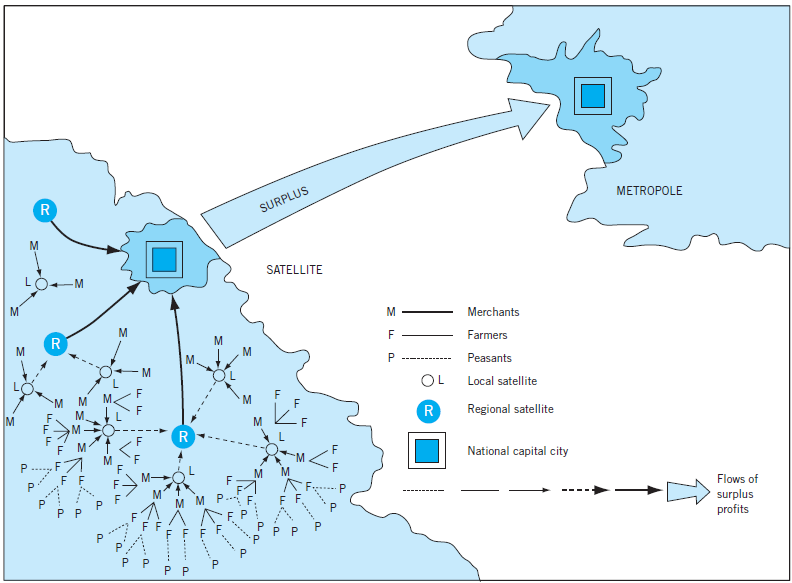 R
SURPLUS
METROPOLE
M
SATELLITE
L M
M
M Merchants
M
F Farmers
R M
M M
P Peasants
M
M L
L Local satellite
L L
F F
M M M M F
F
R Regional satellite
M L F M M F
F M R L
F F M F F
National capital city
F M M
P F F L M M F
F F F M F F P
P
Flows of
surplus
profits
M F P P F P F F P
P P M M
P P F F P
F F F F F F P P P P
P P
P P
P P P
P P